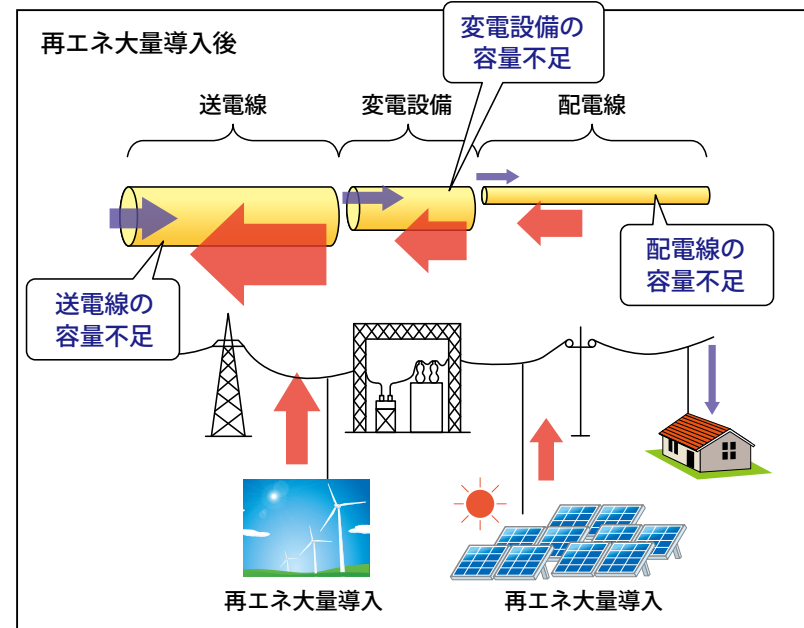 再エネ大量導入後
変電設備の
容量不足
送電線
変電設備
配電線
配電線の
容量不足
送電線の
容量不足
再エネ大量導入
再エネ大量導入